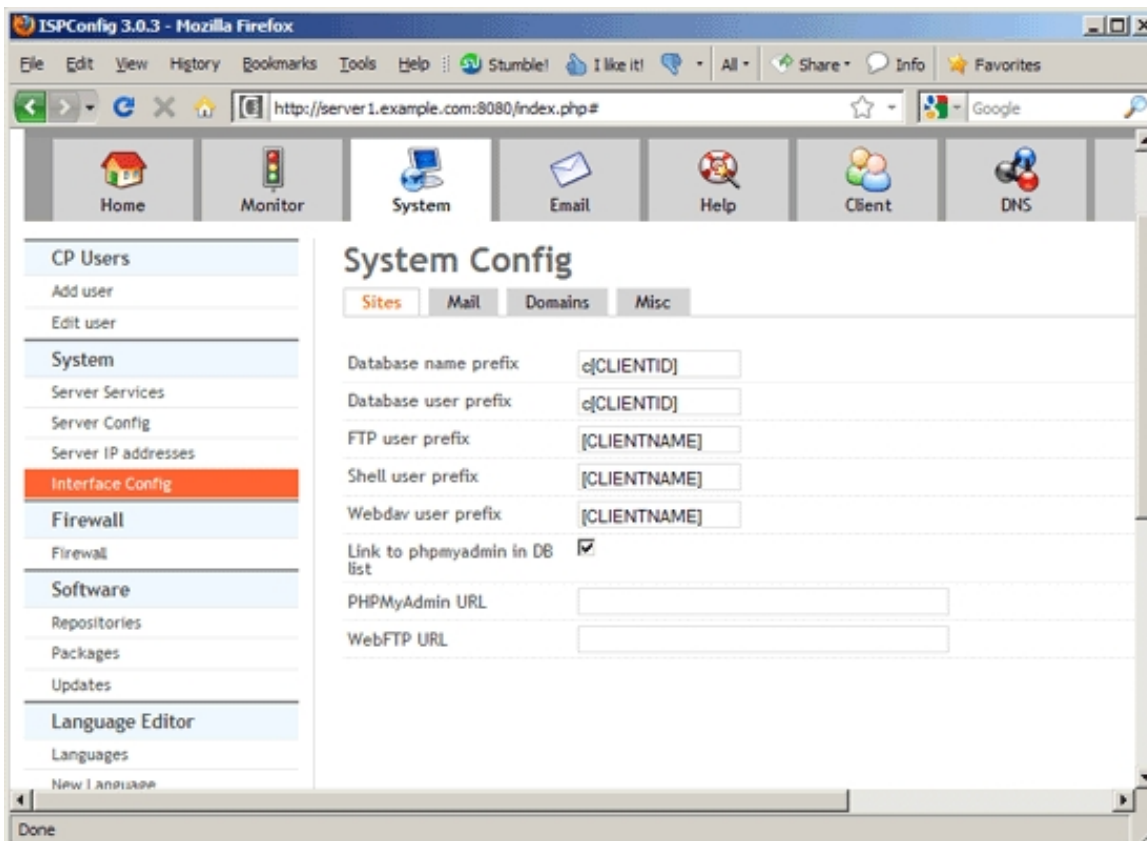 ISPConfig 3.0.3 - Mozilla Firefox
File Edit View History Bookmarks Tools Help Stumble! I like it! All Share Info Favorites
http://server1.example.com:8080/index.php# Google
Home Monitor System Email Help Client DNS
CP Users
Add user
Edit user
System
Server Services
Server Config
Server IP addresses
Interface Config
Firewall
Firewall
Software
Repositories
Packages
Updates
Language Editor
Languages
New Language
System Config
Sites Mail Domains Misc
Database name prefix c[CLIENTID]
Database user prefix c[CLIENTID]
FTP user prefix [CLIENTNAME]
Shell user prefix [CLIENTNAME]
Webdav user prefix [CLIENTNAME]
Link to phpmyadmin in DB
list
PHPMyAdmin URL
WebFTP URL
Done